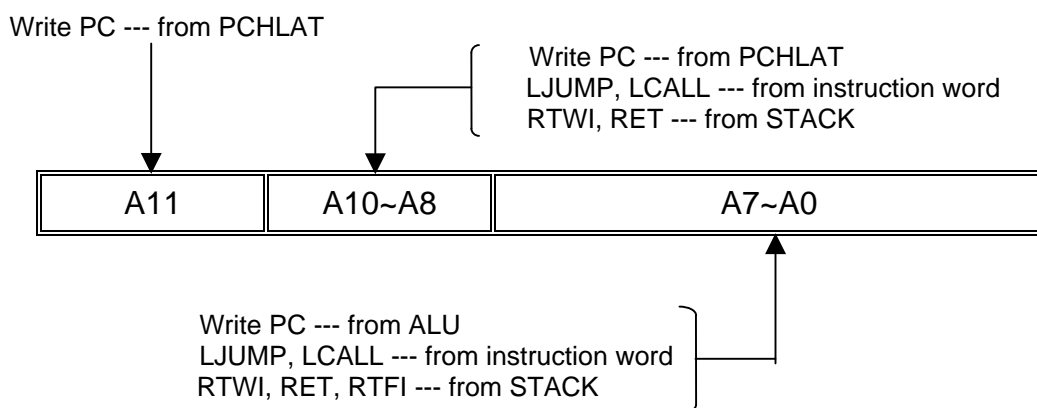 Write PC --- from PCHLAT
Write PC --- from PCHLAT
LJUMP, LCALL --- from instruction word
RTWI, RET --- from STACK
A11
A10~A8
A7~A0
Write PC --- from ALU
LJUMP, LCALL --- from instruction word
RTWI, RET, RTFI --- from STACK